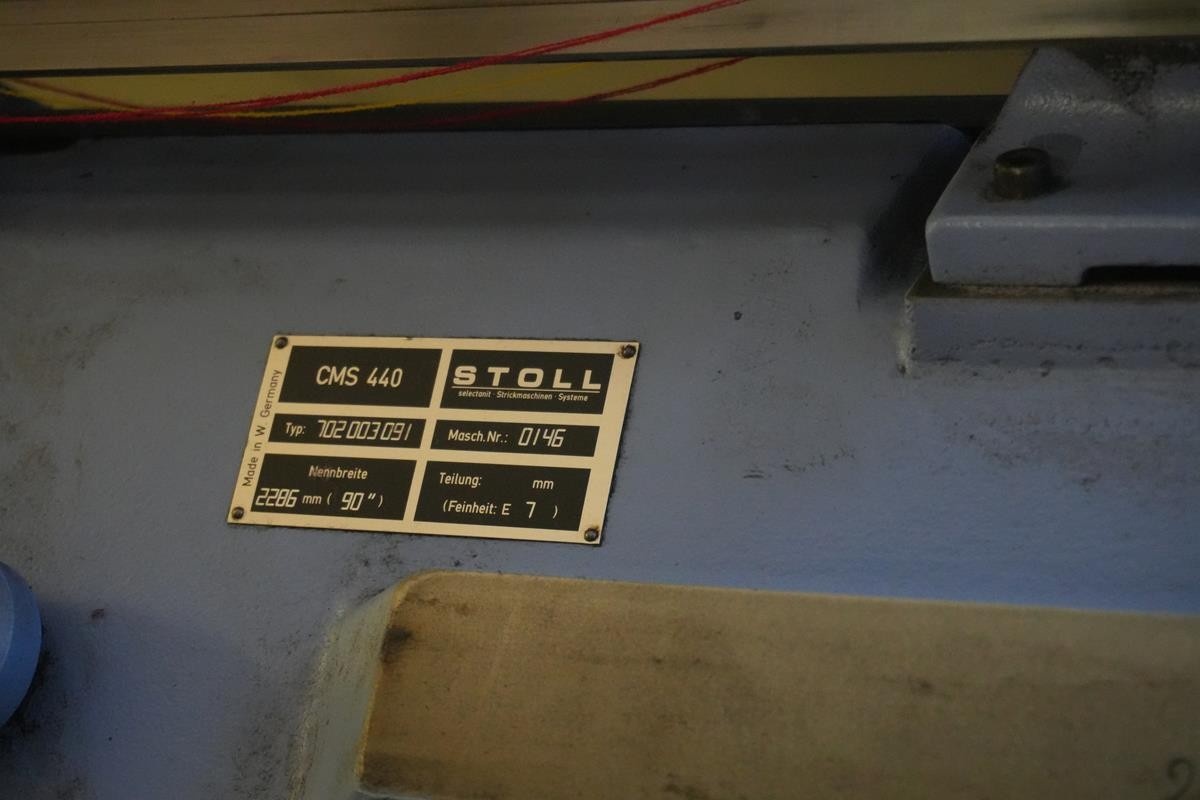 Made in W. Germany
CMS 440
STOLL
selectanit · Strickmaschinen · Systeme
Typ: 702 003 091
Masch.Nr.: 0146
Nennbreite
2286 mm ( 90" )
Teilung: mm
(Feinheit: E 7 )